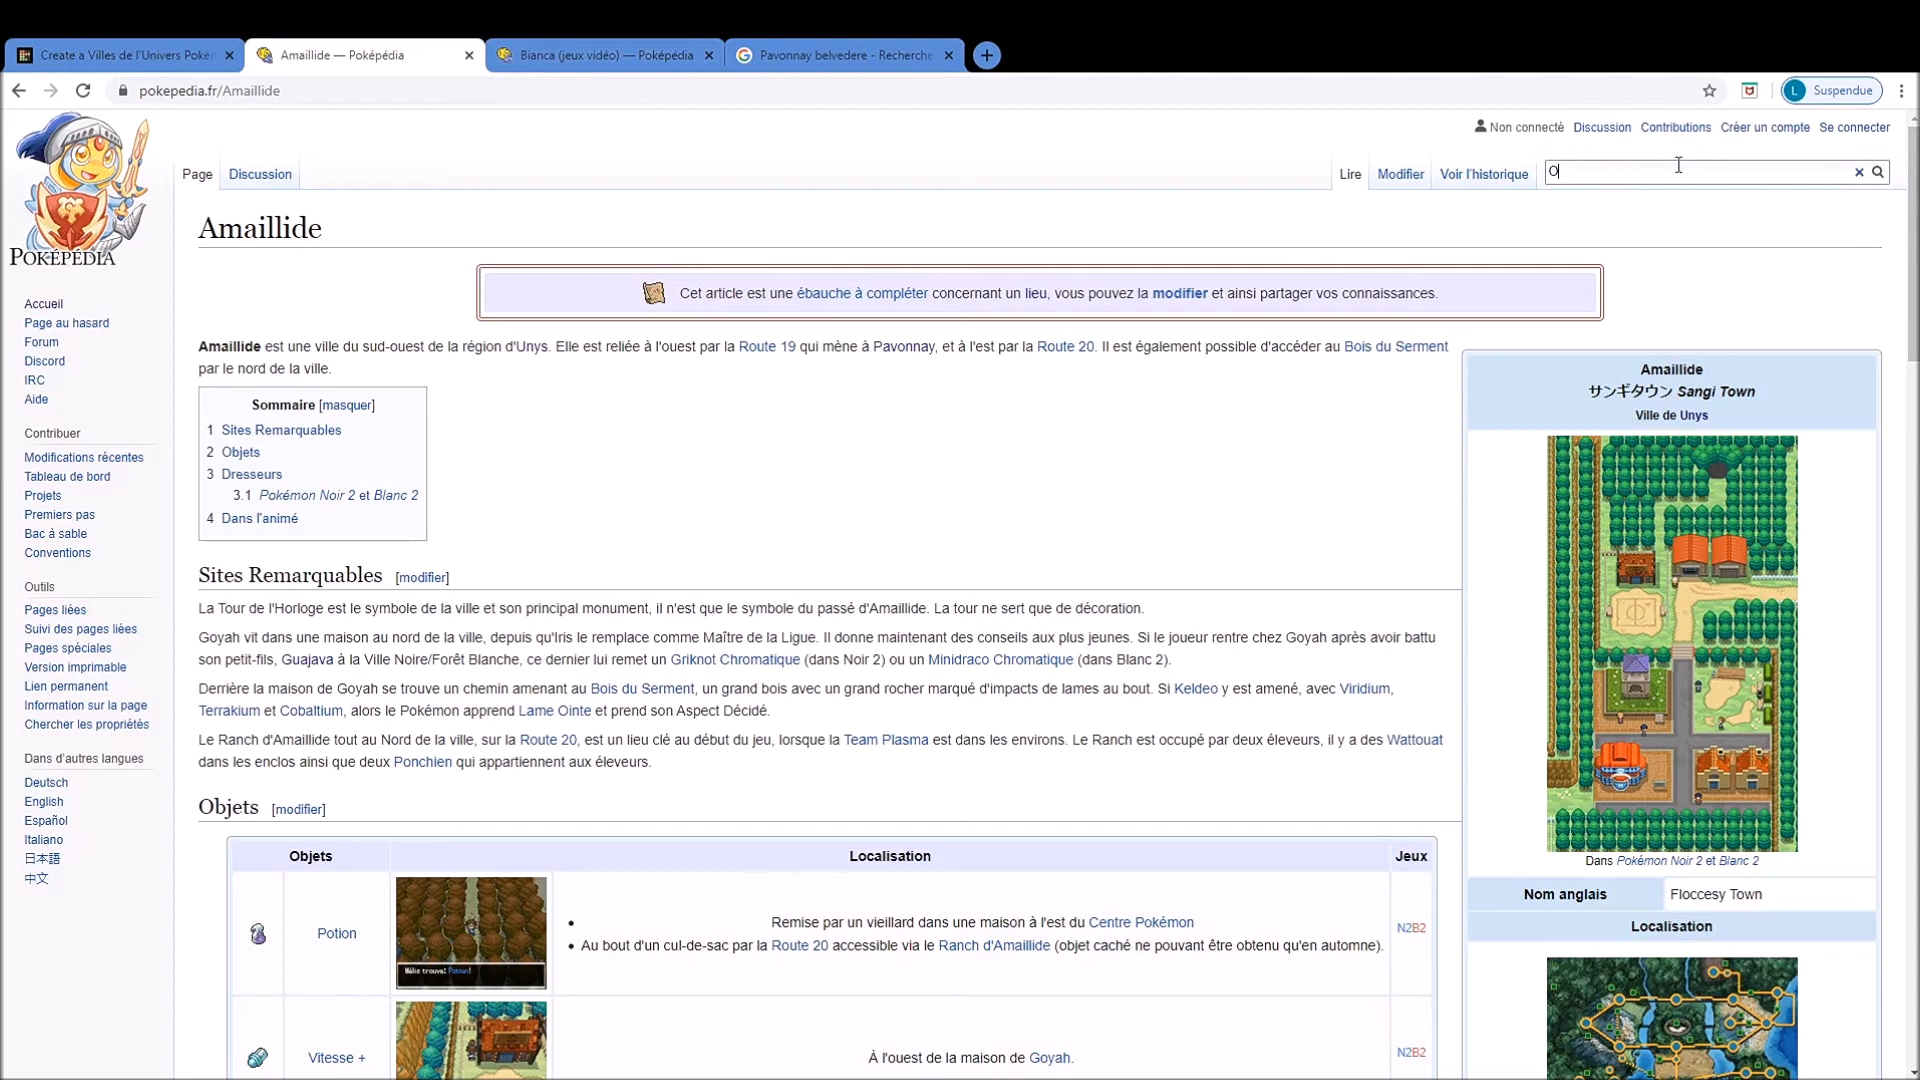 Create a Villes de l'Univers Poké
Amaillide — Poképédia
Bianca (jeux vidéo) — Poképédia
Pavonnay belvedere - Recherche
pokepedia.fr/Amaillide
L Suspendue
Non connecté Discussion Contributions Créer un compte Se connecter
Page Discussion
Lire Modifier Voir l'historique
O
POKÉPÉDIA
Accueil
Page au hasard
Forum
Discord
IRC
Aide
Contribuer
Modifications récentes
Tableau de bord
Projets
Premiers pas
Bac à sable
Conventions
Outils
Pages liées
Suivi des pages liées
Pages spéciales
Version imprimable
Lien permanent
Information sur la page
Chercher les propriétés
Dans d'autres langues
Deutsch
English
Español
Italiano
日本語
中文
Amaillide
Cet article est une ébauche à compléter concernant un lieu, vous pouvez la modifier et ainsi partager vos connaissances.
Amaillide est une ville du sud-ouest de la région d'Unys. Elle est reliée à l'ouest par la Route 19 qui mène à Pavonnay, et à l'est par la Route 20. Il est également possible d'accéder au Bois du Serment
par le nord de la ville.
Sommaire [masquer]
1 Sites Remarquables
2 Objets
3 Dresseurs
3.1 Pokémon Noir 2 et Blanc 2
4 Dans l'animé
Sites Remarquables [modifier]
La Tour de l'Horloge est le symbole de la ville et son principal monument, il n'est que le symbole du passé d'Amaillide. La tour ne sert que de décoration.
Goyah vit dans une maison au nord de la ville, depuis qu'Iris le remplace comme Maître de la Ligue. Il donne maintenant des conseils aux plus jeunes. Si le joueur rentre chez Goyah après avoir battu
son petit-fils, Guajava à la Ville Noire/Forêt Blanche, ce dernier lui remet un Griknot Chromatique (dans Noir 2) ou un Minidraco Chromatique (dans Blanc 2).
Derrière la maison de Goyah se trouve un chemin amenant au Bois du Serment, un grand bois avec un grand rocher marqué d'impacts de lames au bout. Si Keldeo y est amené, avec Viridium,
Terrakium et Cobaltium, alors le Pokémon apprend Lame Ointe et prend son Aspect Décidé.
Le Ranch d'Amaillide tout au Nord de la ville, sur la Route 20, est un lieu clé au début du jeu, lorsque la Team Plasma est dans les environs. Le Ranch est occupé par deux éleveurs, il y a des Wattouat
dans les enclos ainsi que deux Ponchien qui appartiennent aux éleveurs.
Objets [modifier]
Objets Localisation Jeux
Potion
Mélis trouve: Potion!
• Remise par un vieillard dans une maison à l'est du Centre Pokémon
• Au bout d'un cul-de-sac par la Route 20 accessible via le Ranch d'Amaillide (objet caché ne pouvant être obtenu qu'en automne).
N2B2
Vitesse +
À l'ouest de la maison de Goyah.
N2B2
Amaillide
サンギタウン Sangi Town
Ville de Unys
Dans Pokémon Noir 2 et Blanc 2
Nom anglais Floccesy Town
Localisation